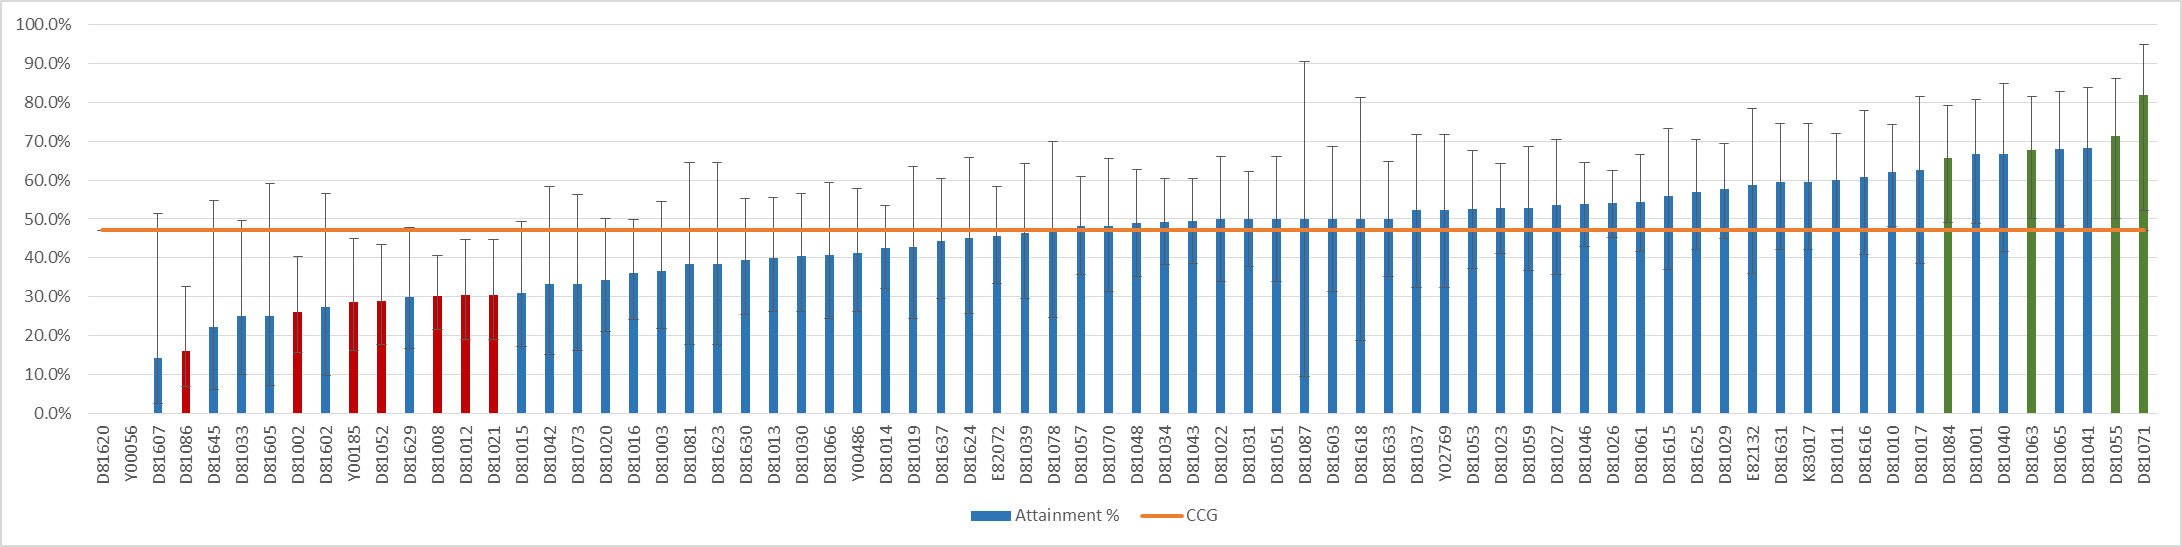 100.0%
90.0%
80.0%
70.0%
60.0%
50.0%
40.0%
30.0%
20.0%
10.0%
0.0%
D81620
Y00056
D81607
D81086
D81645
D81033
D81605
D81002
D81602
Y00185
D81052
D81629
D81008
D81012
D81021
D81015
D81042
D81073
D81020
D81016
D81003
D81081
D81623
D81630
D81013
D81030
D81066
Y00486
D81014
D81019
D81637
D81624
E82072
D81039
D81078
D81057
D81070
D81048
D81034
D81043
D81022
D81031
D81051
D81087
D81603
D81618
D81633
D81037
Y02769
D81053
D81023
D81059
D81027
D81046
D81026
D81061
D81615
D81625
D81029
E82132
D81631
K83017
D81011
D81616
D81010
D81017
D81084
D81001
D81040
D81063
D81065
D81041
D81055
D81071
Attainment % CCG